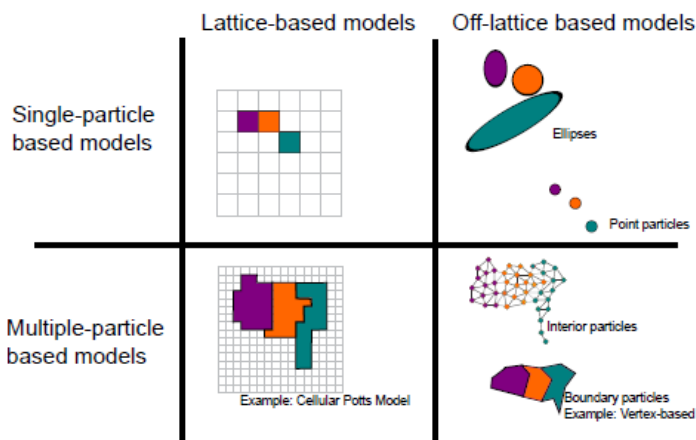 Lattice-based models
Off-lattice based models
Single-particle
based models
Ellipses
Point particles
Multiple-particle
based models
Example: Cellular Potts Model
Interior particles
Boundary particles
Example: Vertex-based